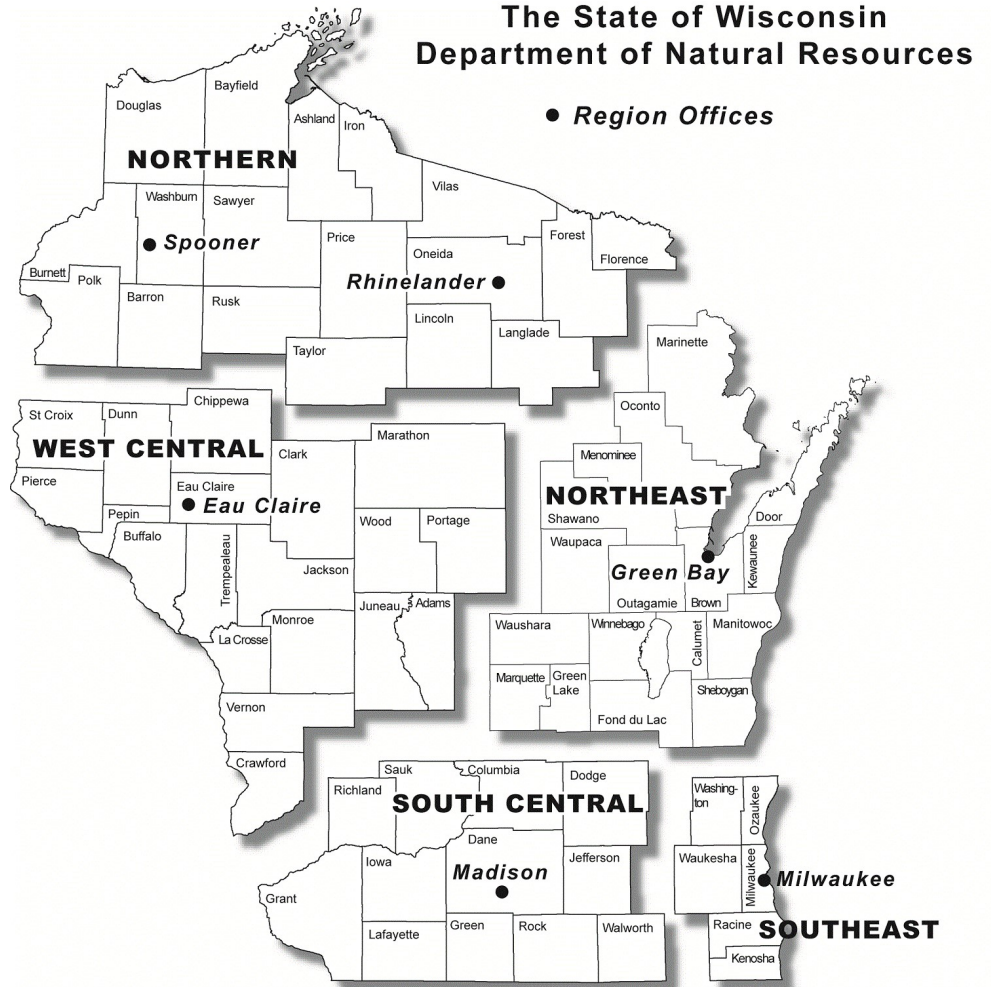 The State of Wisconsin
Department of Natural Resources
Region Offices
Bayfield
Douglas
Ashland
Iron
NORTHERN
Vilas
Washburn
Sawyer
Price
Forest
Spooner
Oneida
Florence
Burnett
Polk
Rhinelander
Barron
Rusk
Lincoln
Langlade
Taylor
Marinette
Chippewa
St Croix
Dunn
Oconto
WEST CENTRAL
Marathon
Clark
Menominee
Pierce
Eau Claire
Eau Claire
NORTHEAST
Pepin
Wood
Portage
Shawano
Door
Buffalo
Waupaca
Trempealeau
Kewaunee
Jackson
Green Bay
Juneau
Adams
Outagamie
Brown
Monroe
La Crosse
Waushara
Winnebago
Calumet
Manitowoc
Marquette
Green
Lake
Sheboygan
Vernon
Fond du Lac
Crawford
Sauk
Columbia
Dodge
Richland
Washing-
ton
Ozaukee
SOUTH CENTRAL
Dane
Iowa
Jefferson
Waukesha
Milwaukee
Madison
Milwaukee
Grant
Lafayette
Green
Rock
Walworth
Racine
SOUTHEAST
Kenosha